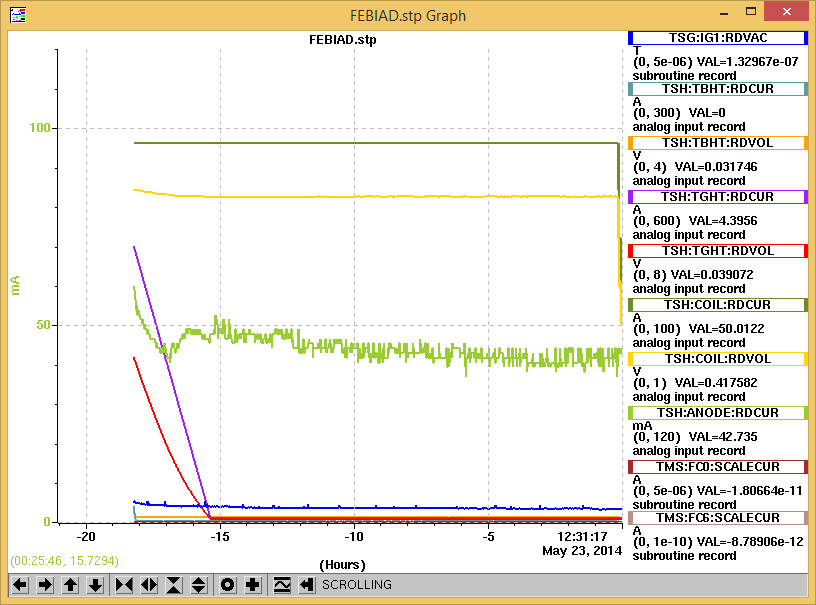 FEBIAD.stp Graph
FEBIAD.stp
100
50
0
mA
-20
-15
-10
-5
12:31:17
May 23, 2014
(Hours)
(00:25:46, 15.7294)
SCROLLING
TSG:IG1:RDVAC
T
(0, 5e-06) VAL=1.32967e-07
subroutine record
TSH:TBHT:RDCUR
A
(0, 300) VAL=0
analog input record
TSH:TBHT:RDVOL
V
(0, 4) VAL=0.031746
analog input record
TSH:TGHT:RDCUR
A
(0, 600) VAL=4.3956
analog input record
TSH:TGHT:RDVOL
V
(0, 8) VAL=0.039072
analog input record
TSH:COIL:RDCUR
A
(0, 100) VAL=50.0122
analog input record
TSH:COIL:RDVOL
V
(0, 1) VAL=0.417582
analog input record
TSH:ANODE:RDCUR
mA
(0, 120) VAL=42.735
analog input record
TMS:FC0:SCALECUR
A
(0, 5e-06) VAL=-1.80664e-11
subroutine record
TMS:FC6:SCALECUR
A
(0, 1e-10) VAL=-8.78906e-12
subroutine record